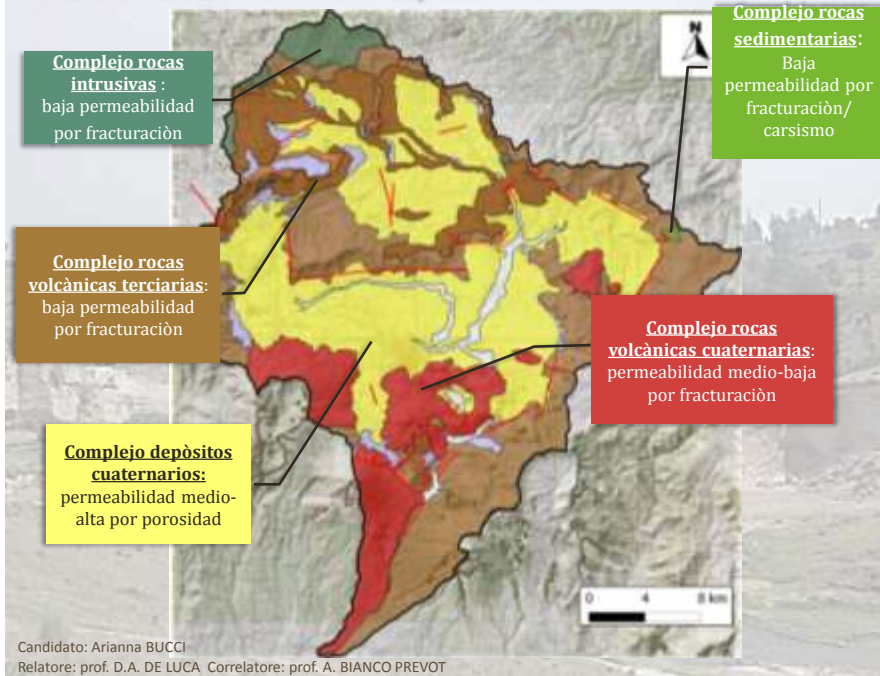 Complejo rocas
sedimentarias:
Baja
permeabilidad por
fracturaciòn/
carsismo
N
Complejo rocas
intrusivas :
baja permeabilidad
por fracturaciòn
Complejo rocas
volcànicas terciarias:
baja permeabilidad
por fracturaciòn
Complejo rocas
volcànicas cuaternarias:
permeabilidad medio-baja
por fracturaciòn
Complejo depòsitos
cuaternarios:
permeabilidad medio-
alta por porosidad
0 4 8 km
Candidato: Arianna BUCCI
Relatore: prof. D.A. DE LUCA Correlatore: prof. A. BIANCO PREVOT